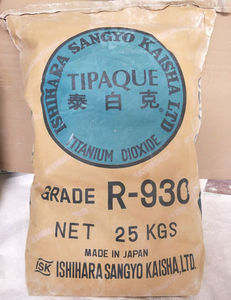 ISHIHARA SANGYO KAISHA LTD
TIPAQUE
泰白克
TITANIUM DIOXIDE
GRADE R-930
NET 25 KGS
MADE IN JAPAN
ISK ISHIHARA SANGYO KAISHA,LTD.